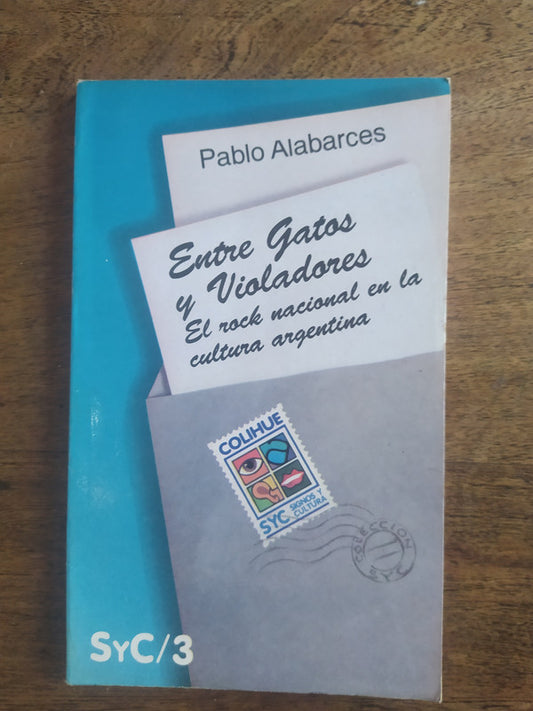 Pablo Alabarces
Entre Gatos
y Violadores
El rock nacional en la
cultura argentina
COLIHUE
SYC SIGNOS Y
CULTURA
COLECCION
SYC
SYC/3